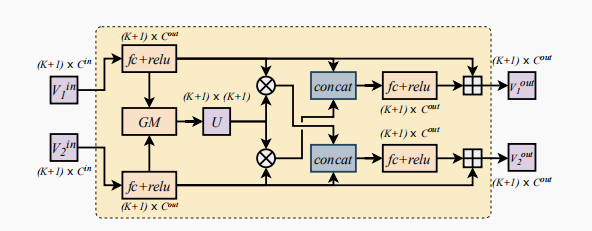 (K+1) × C^out
(K+1) × C^in
fc+relu
(K+1) × C^out
V₁^in
(K+1) × (K+1)
concat
fc+relu
V₁^out
(K+1) × C^out
GM
U
(K+1) × C^out
V₂^in
concat
fc+relu
V₂^out
(K+1) × C^in
fc+relu
(K+1) × C^out
(K+1) × C^out